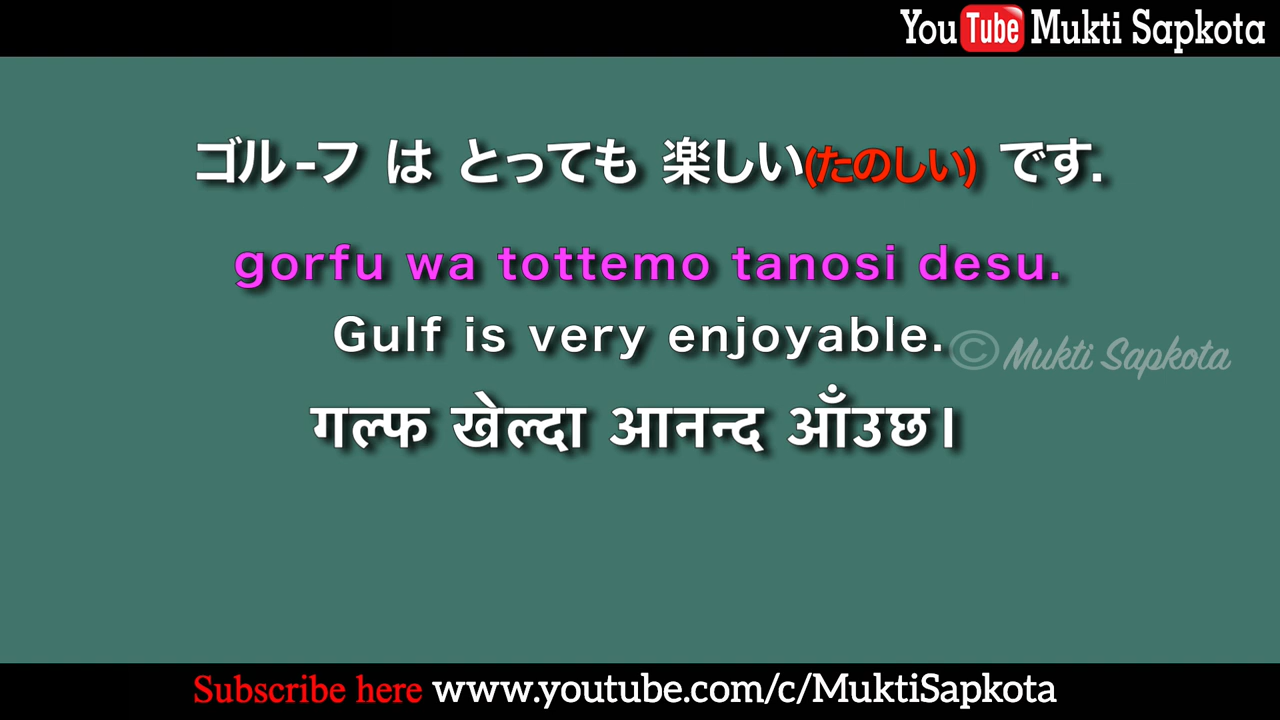 You Tube Mukti Sapkota
ゴル-フ は とっても 楽しい(たのしい) です.
gorfu wa tottemo tanosi desu.
Gulf is very enjoyable.
© Mukti Sapkota
गल्फ खेल्दा आनन्द आँउछ।
Subscribe here www.youtube.com/c/MuktiSapkota